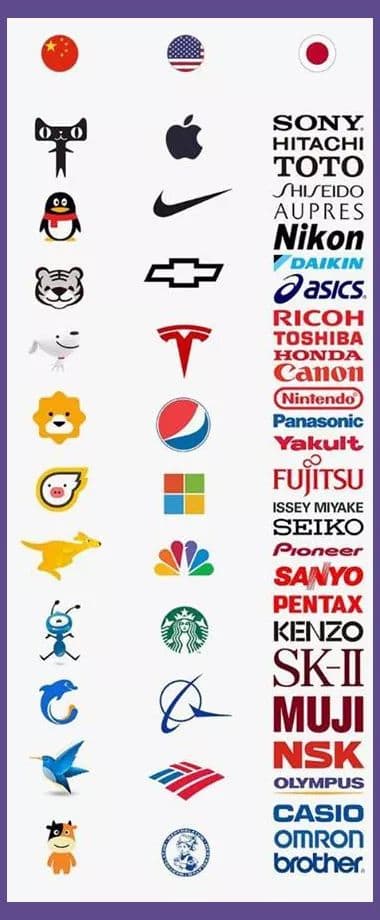 SONY
HITACHI
TOTO
SHISEIDO
AUPRES
Nikon
DAIKIN
asics
RICOH
TOSHIBA
HONDA
Canon
Nintendo
Panasonic
Yakult
FUJITSU
ISSEY MIYAKE
SEIKO
Pioneer
SANYO
PENTAX
KENZO
SK-II
MUJI
NSK
OLYMPUS
CASIO
OMRON
brother